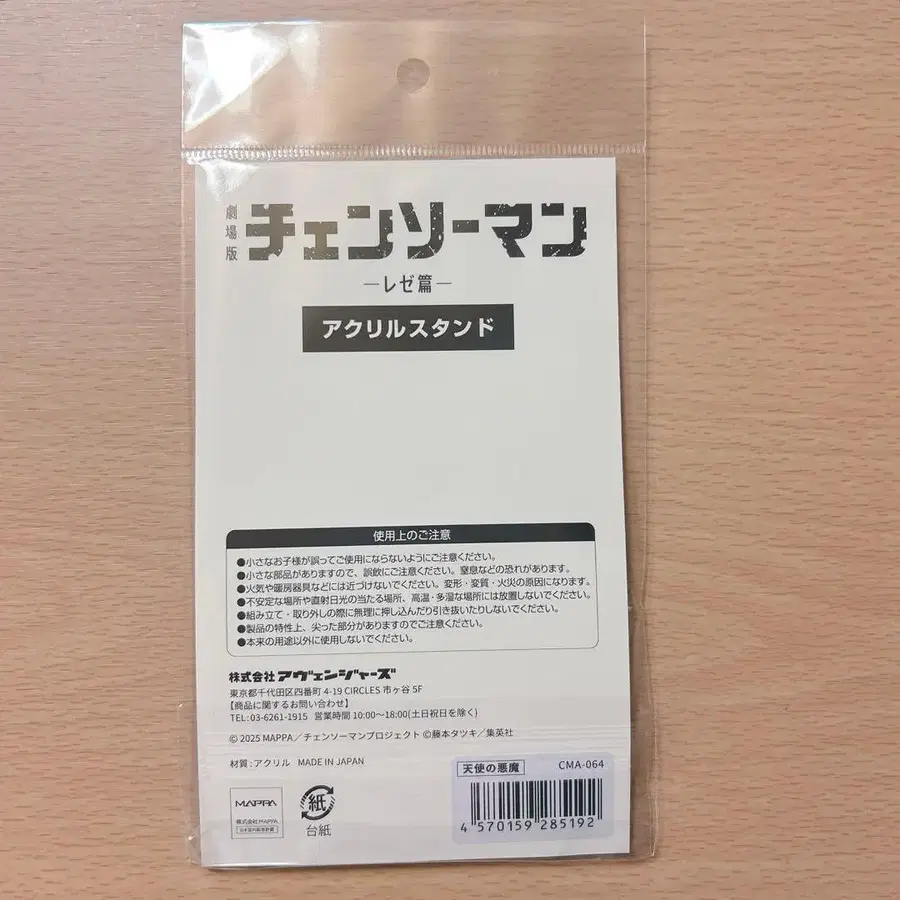 劇場版 チェンソーマン
―レゼ篇―
アクリルスタンド
使用上のご注意
●小さなお子様が誤ってご使用にならないようにご注意ください。
●小さな部品がありますので、誤飲にご注意ください。窒息などの恐れがあります。
●火気や暖房器具などには近づけないでください。変形・変質・火災の原因になります。
●不安定な場所や直射日光の当たる場所、高温・多湿な場所には放置しないでください。
●組み立て・取り外しの際に無理に押し込んだり引き抜いたりしないでください。
●製品の特性上、尖った部分がありますのでご注意ください。
●本来の用途以外に使用しないでください。
株式会社アヴェンジャーズ
東京都千代田区四番町 4-19 CIRCLES 市ヶ谷 5F
【商品に関するお問い合わせ】
TEL:03-6261-1915 営業時間 10:00〜18:00(土日祝日を除く)
© 2025 MAPPA／チェンソーマンプロジェクト ©藤本タツキ／集英社
材質:アクリル MADE IN JAPAN
天使の悪魔 CMA-064
MAPPA
株式会社MAPPA
紙
台紙
4 570159 285192